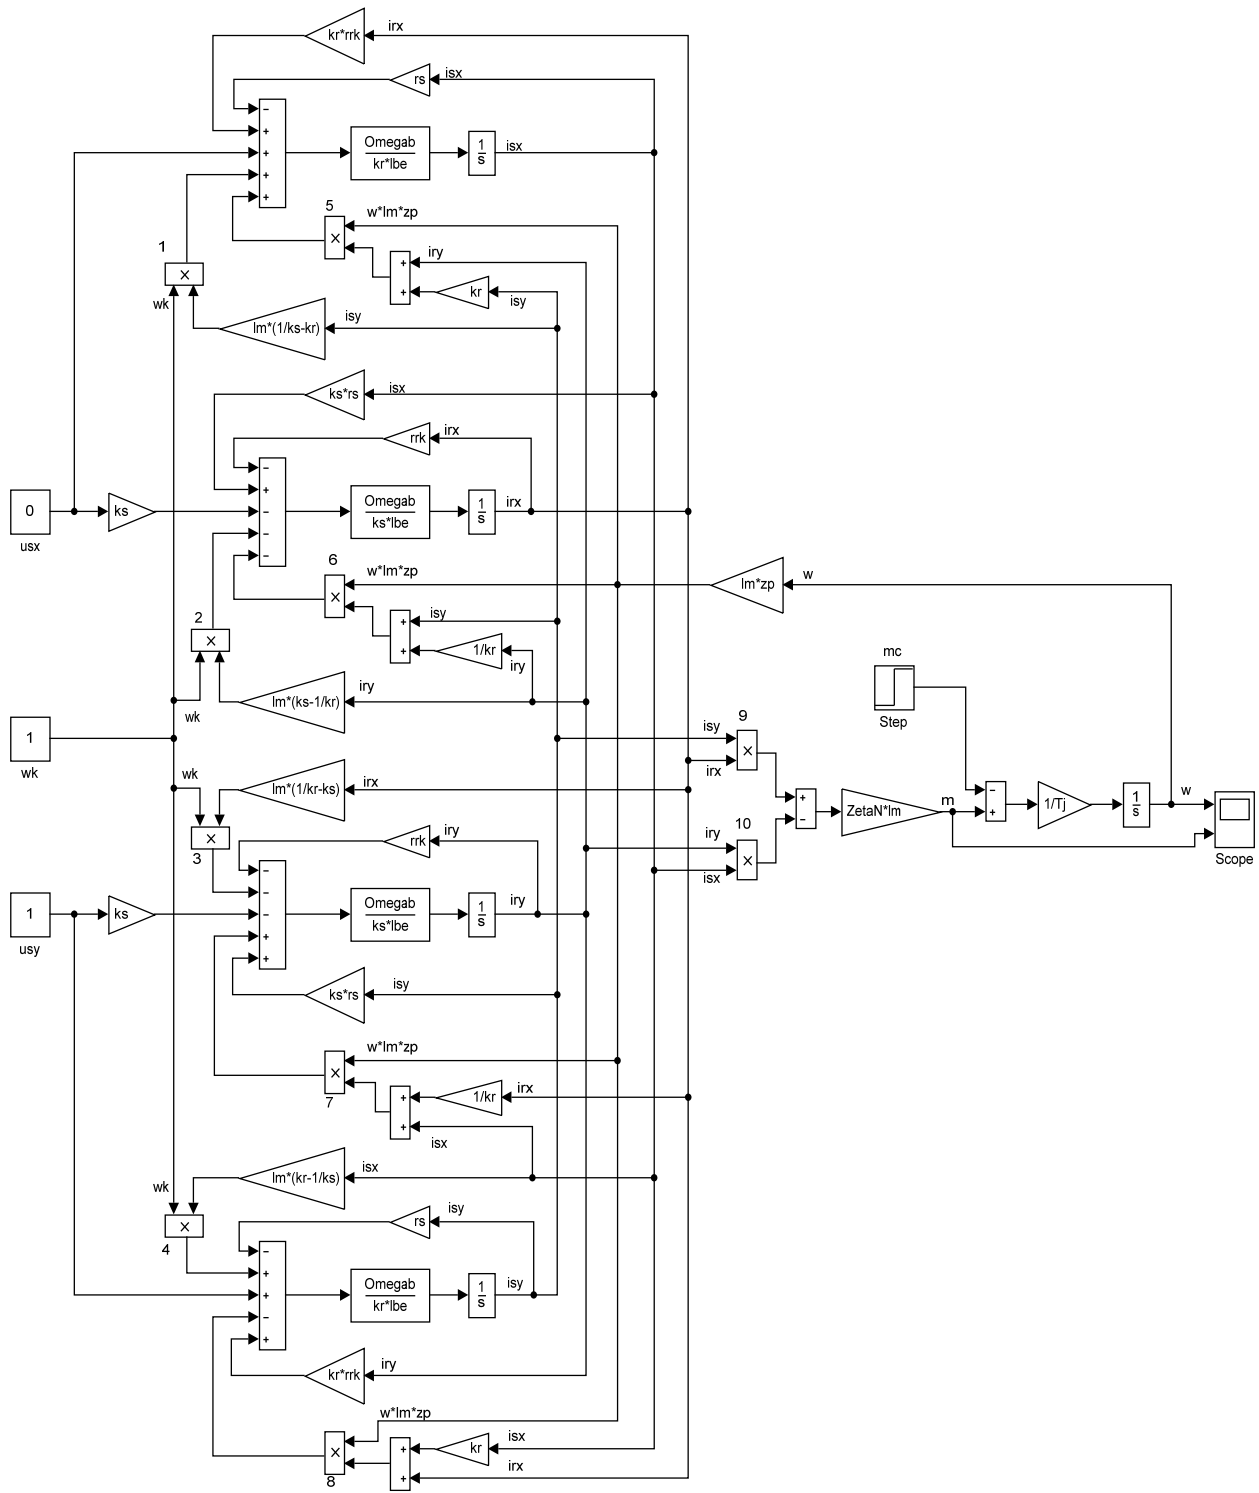 kr*rrk irx
rs isx
−
+
+
+
+
Omegab
kr*lbe
1
s
isx
5
w*lm*zp
×
+ iry
+ kr isy
1
×
wk
lm*(1/ks-kr) isy
ks*rs isx
rrk irx
−
+
−
−
−
0
usx
ks
Omegab
ks*lbe
1
s
irx
6
w*lm*zp
×
+ isy
+ 1/kr iry
lm*zp w
2
×
wk
lm*(ks-1/kr) iry
1
wk
mc
Step
isy 9
irx ×
wk
lm*(1/kr-ks) irx
×
3
rrk iry
iry 10
isx ×
+
−
ZetaN*lm
m
−
+
1/Tj
1
s
w
Scope
−
−
−
+
+
1
usy
ks
Omegab
ks*lbe
1
s
iry
ks*rs isy
w*lm*zp
×
7
+ 1/kr irx
+ isx
wk
lm*(kr-1/ks) isx
×
4
rs isy
−
+
+
−
+
Omegab
kr*lbe
1
s
isy
kr*rrk iry
w*lm*zp
×
8
+ kr isx
+ irx